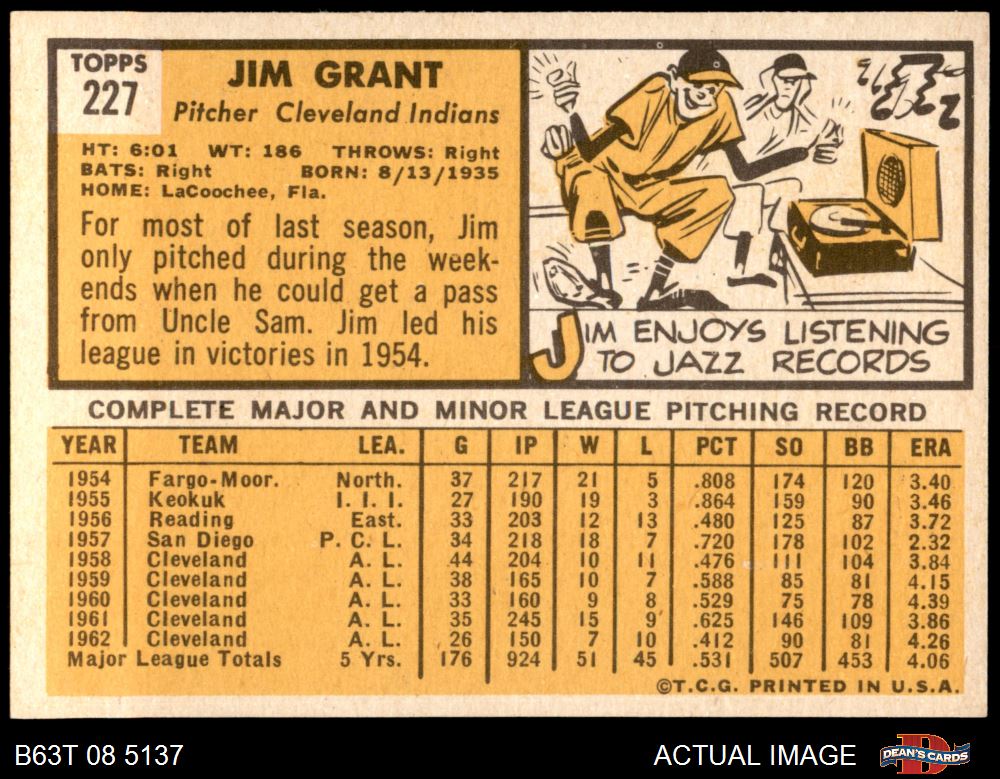 TOPPS
227
JIM GRANT
Pitcher Cleveland Indians
HT: 6:01 WT: 186 THROWS: Right
BATS: Right BORN: 8/13/1935
HOME: LaCoochee, Fla.
For most of last season, Jim
only pitched during the week-
ends when he could get a pass
from Uncle Sam. Jim led his
league in victories in 1954.
JIM ENJOYS LISTENING
TO JAZZ RECORDS
COMPLETE MAJOR AND MINOR LEAGUE PITCHING RECORD
YEAR TEAM LEA. G IP W L PCT SO BB ERA
1954 Fargo-Moor. North. 37 217 21 5 .808 174 120 3.40
1955 Keokuk I. I. I. 27 190 19 3 .864 159 90 3.46
1956 Reading East. 33 203 12 13 .480 125 87 3.72
1957 San Diego P. C. L. 34 218 18 7 .720 178 102 2.32
1958 Cleveland A. L. 44 204 10 11 .476 111 104 3.84
1959 Cleveland A. L. 38 165 10 7 .588 85 81 4.15
1960 Cleveland A. L. 33 160 9 8 .529 75 78 4.39
1961 Cleveland A. L. 35 245 15 9 .625 146 109 3.86
1962 Cleveland A. L. 26 150 7 10 .412 90 81 4.26
Major League Totals 5 Yrs. 176 924 51 45 .531 507 453 4.06
©T.C.G. PRINTED IN U.S.A.
B63T 08 5137 ACTUAL IMAGE DEAN'S CARDS